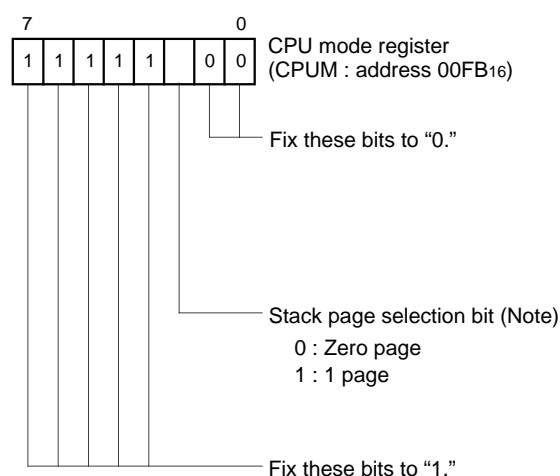 7 0
1 1 1 1 1 0 0
CPU mode register
(CPUM : address 00FB16)
Fix these bits to “0.”
Stack page selection bit (Note)
0 : Zero page
1 : 1 page
Fix these bits to “1.”